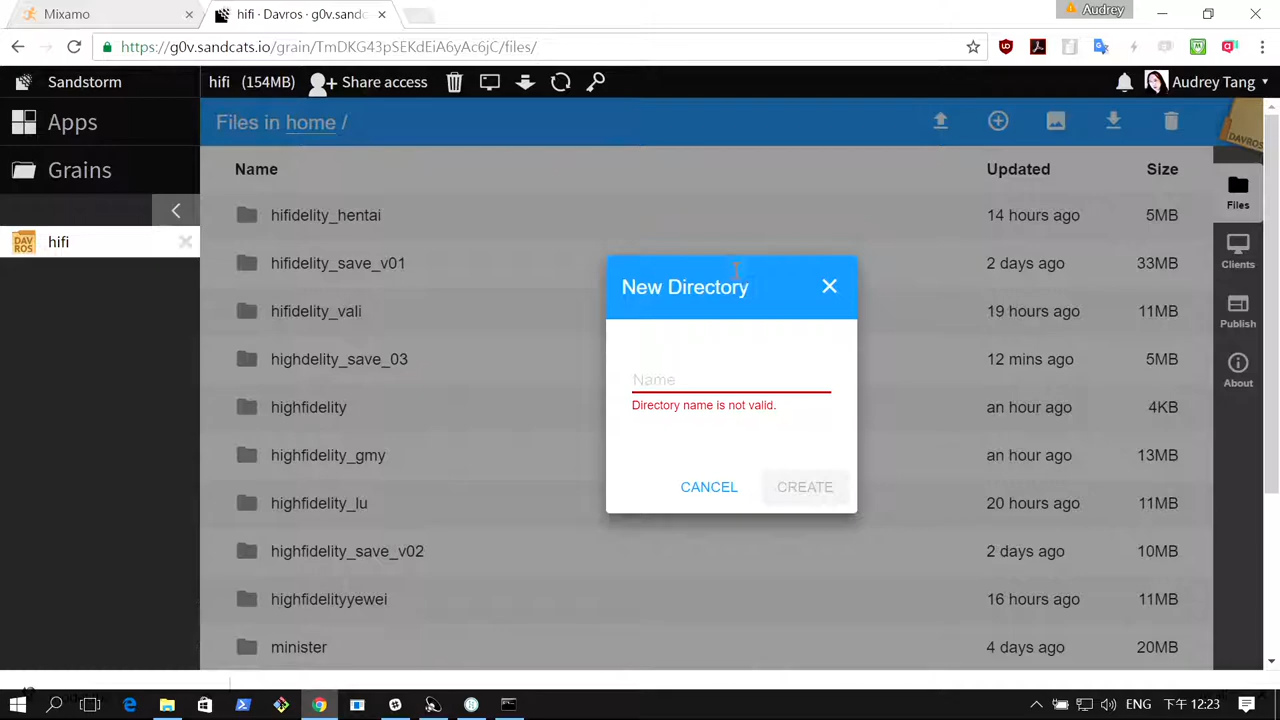 Mixamo
hifi · Davros · g0v.sandc
Audrey
https://g0v.sandcats.io/grain/TmDKG43pSEKdEiA6yAc6jC/files/
Sandstorm
hifi (154MB)
Share access
Audrey Tang
Apps
Grains
DAV ROS
hifi
Files in home /
DAVROS
Name Updated Size
hifidelity_hentai 14 hours ago 5MB
hifidelity_save_v01 2 days ago 33MB
hifidelity_vali 19 hours ago 11MB
highdelity_save_03 12 mins ago 5MB
highfidelity an hour ago 4KB
highfidelity_gmy an hour ago 13MB
highfidelity_lu 20 hours ago 11MB
highfidelity_save_v02 2 days ago 10MB
highfidelityyewei 16 hours ago 11MB
minister 4 days ago 20MB
Files
Clients
Publish
About
New Directory
Name
Directory name is not valid.
CANCEL CREATE
ENG 下午 12:23